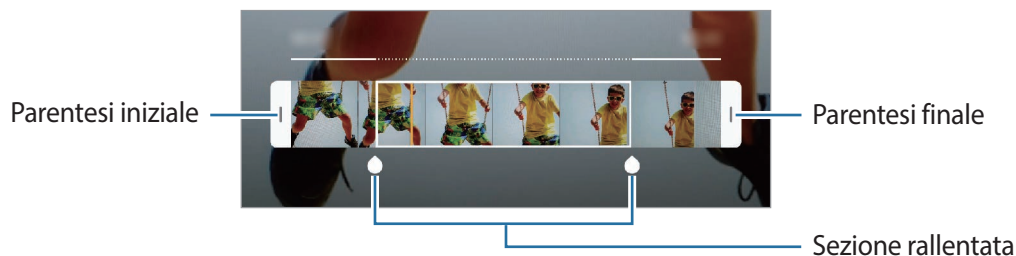 Parentesi iniziale
Parentesi finale
Sezione rallentata